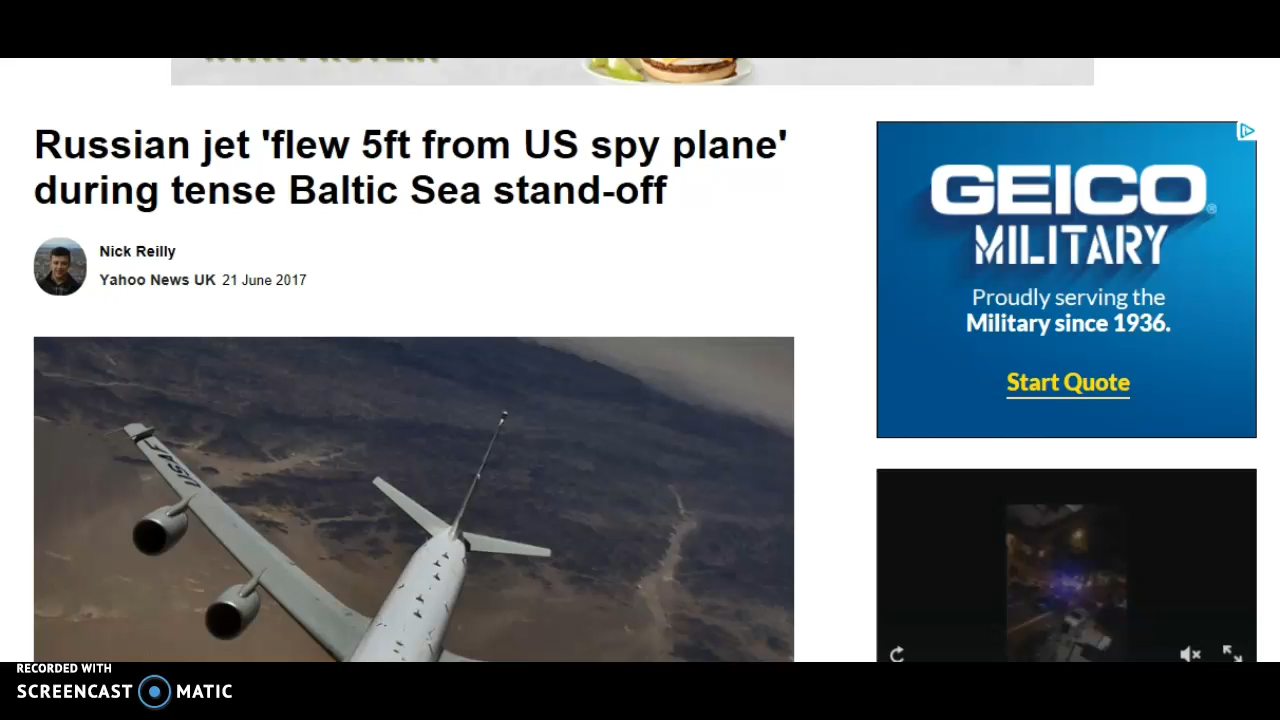 Russian jet 'flew 5ft from US spy plane'
during tense Baltic Sea stand-off
Nick Reilly
Yahoo News UK 21 June 2017
GEICO®
MILITARY
Proudly serving the
Military since 1936.
Start Quote
USAF
RECORDED WITH
SCREENCAST MATIC